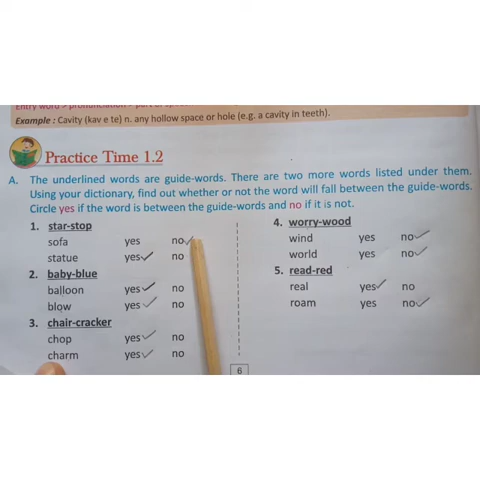 Entry word > pronunciation > part of
Example : Cavity (kav e te) n. any hollow space or hole (e.g. a cavity in teeth).
Practice Time 1.2
A. The underlined words are guide-words. There are two more words listed under them.
Using your dictionary, find out whether or not the word will fall between the guide-words.
Circle yes if the word is between the guide-words and no if it is not.
1. star-stop
sofa yes no✓
statue yes✓ no
2. baby-blue
balloon yes✓ no
blow yes✓ no
3. chair-cracker
chop yes✓ no
charm yes✓ no
4. worry-wood
wind yes no✓
world yes no✓
5. read-red
real yes✓ no
roam yes no✓
6